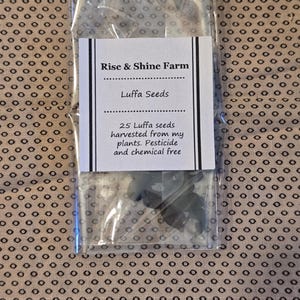 Rise & Shine Farm
Luffa Seeds
25 Luffa seeds
harvested from my
plants. Pesticide
and chemical free